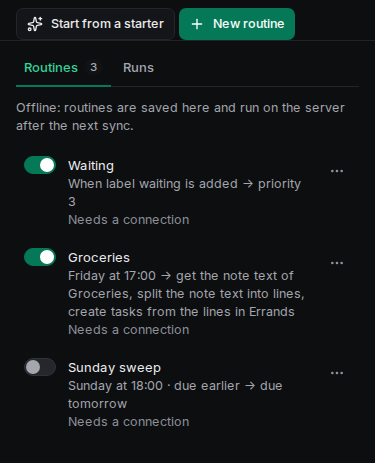 Start from a starter
New routine
Routines 3 Runs
Offline: routines are saved here and run on the server
after the next sync.
Waiting
When label waiting is added → priority
3
Needs a connection
Groceries
Friday at 17:00 → get the note text of
Groceries, split the note text into lines,
create tasks from the lines in Errands
Needs a connection
Sunday sweep
Sunday at 18:00 · due earlier → due
tomorrow
Needs a connection